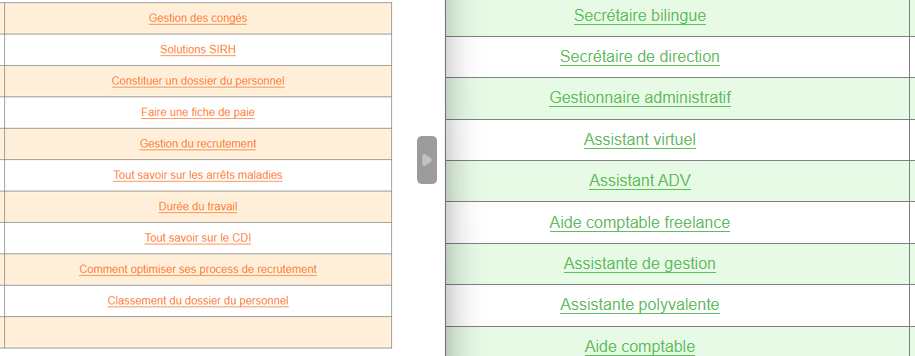 Gestion des congés
Solutions SIRH
Constituer un dossier du personnel
Faire une fiche de paie
Gestion du recrutement
Tout savoir sur les arrêts maladies
Durée du travail
Tout savoir sur le CDI
Comment optimiser ses process de recrutement
Classement du dossier du personnel
Secrétaire bilingue
Secrétaire de direction
Gestionnaire administratif
Assistant virtuel
Assistant ADV
Aide comptable freelance
Assistante de gestion
Assistante polyvalente
Aide comptable